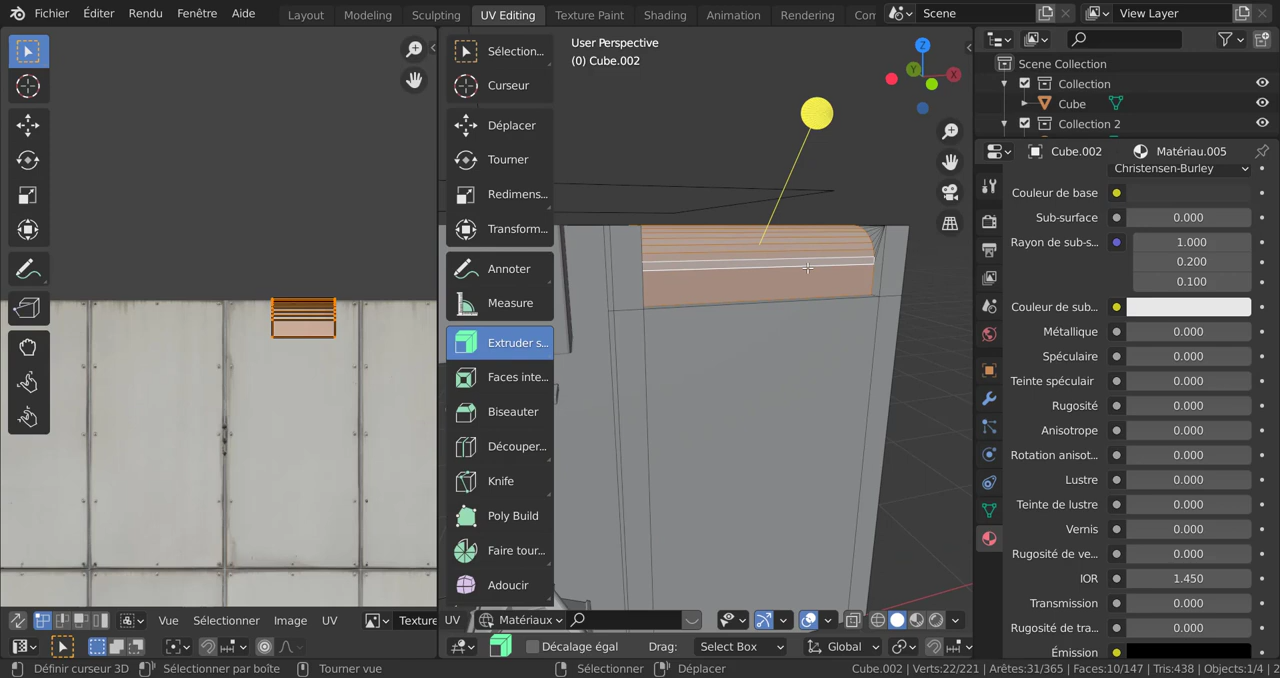 Fichier Éditer Rendu Fenêtre Aide Layout Modeling Sculpting UV Editing Texture Paint Shading Animation Rendering Com Scene View Layer
User Perspective
(0) Cube.002
Sélection...
Curseur
Déplacer
Tourner
Redimens...
Transform...
Annoter
Measure
Extruder s...
Faces inte...
Biseauter
Découper...
Knife
Poly Build
Faire tour...
Adoucir
Z
Y
X
Scene Collection
Collection
Cube
Collection 2
Cube.002 Matériau.005
Christensen-Burley
Couleur de base
Sub-surface 0.000
Rayon de sub-s... 1.000
0.200
0.100
Couleur de sub...
Métallique 0.000
Spéculaire 0.000
Teinte spéculair 0.000
Rugosité 0.000
Anisotrope 0.000
Rotation anisot... 0.000
Lustre 0.000
Teinte de lustre 0.000
Vernis 0.000
Rugosité de ve... 0.000
IOR 1.450
Transmission 0.000
Rugosité de tra... 0.000
Émission
Vue Sélectionner Image UV Texture
UV Matériaux
Décalage égal Drag: Select Box Global
Définir curseur 3D Sélectionner par boîte Tourner vue Sélectionner Déplacer Cube.002 | Verts:22/221 | Arêtes:31/365 | Faces:10/147 | Tris:438 | Objects:1/4 | 2